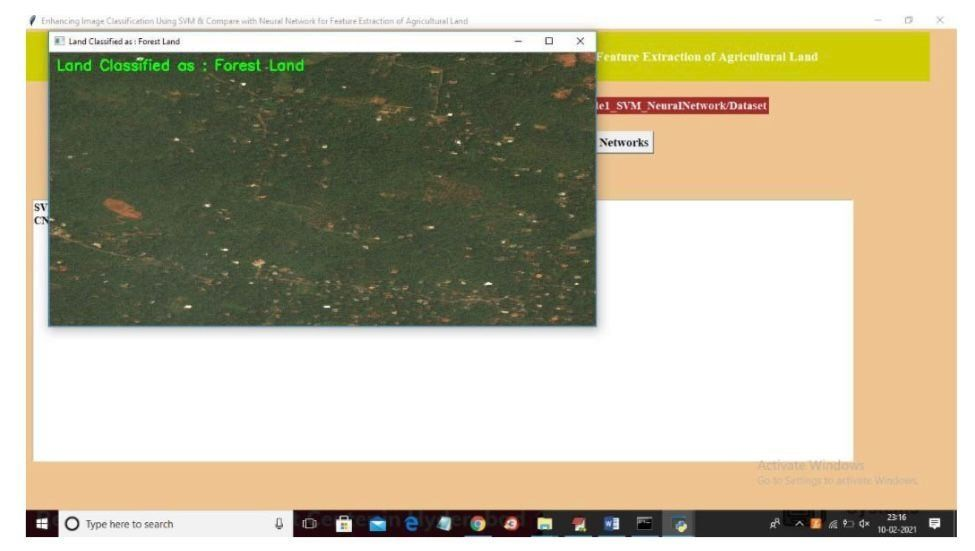 Enhancing Image Classification Using SVM & Compare with Neural Network for Feature Extraction of Agricultural Land
Land Classified as : Forest Land
Land Classified as : Forest Land
Feature Extraction of Agricultural Land
le1_SVM_NeuralNetwork/Dataset
Networks
SV
CN
Activate Windows
Go to Settings to activate Windows.
Type here to search
23:16
10-02-2021